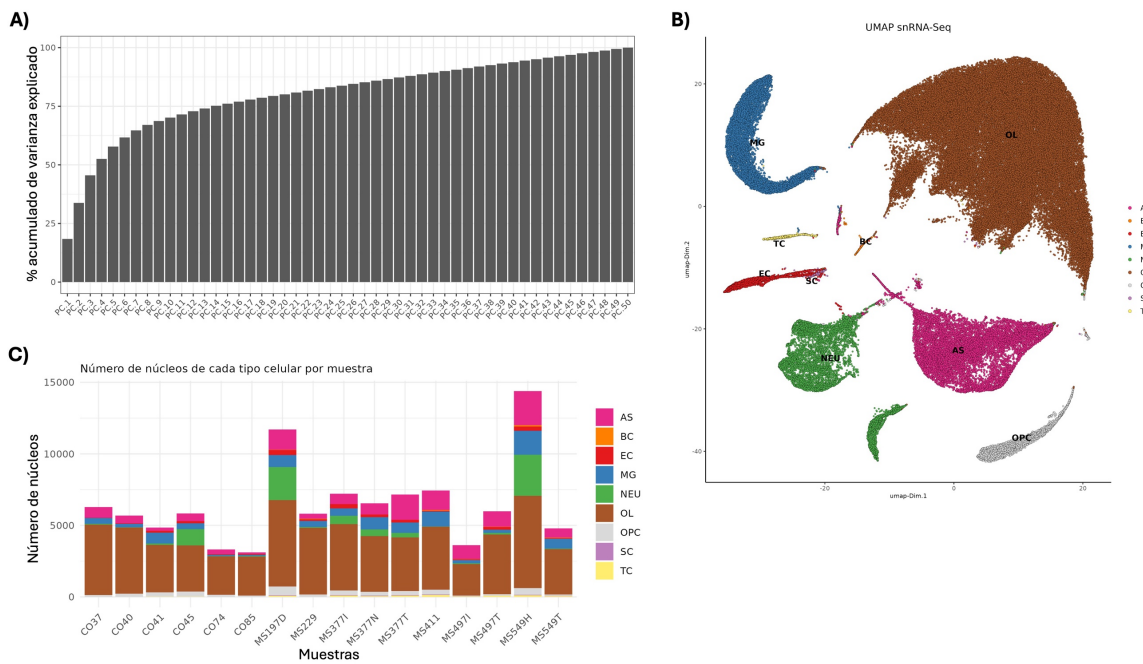 A)
% acumulado de varianza explicado
100
75
50
25
0
PC_1 PC_2 PC_3 PC_4 PC_5 PC_6 PC_7 PC_8 PC_9 PC_10 PC_11 PC_12 PC_13 PC_14 PC_15 PC_16 PC_17 PC_18 PC_19 PC_20 PC_21 PC_22 PC_23 PC_24 PC_25 PC_26 PC_27 PC_28 PC_29 PC_30 PC_31 PC_32 PC_33 PC_34 PC_35 PC_36 PC_37 PC_38 PC_39 PC_40 PC_41 PC_42 PC_43 PC_44 PC_45 PC_46 PC_47 PC_48 PC_49 PC_50
B)
UMAP snRNA-Seq
umap-Dim.2
20
0
-20
-40
MG
OL
TC
BC
EC
SC
NEU
AS
OPC
-20 0 20
umap-Dim.1
A
B
E
M
N
O
O
S
T
C)
Número de núcleos de cada tipo celular por muestra
Número de núcleos
15000
10000
5000
0
CO37 CO40 CO41 CO45 CO74 CO85 MS197D MS229 MS377I MS377N MS377T MS411 MS497I MS497T MS549H MS549T
Muestras
AS
BC
EC
MG
NEU
OL
OPC
SC
TC